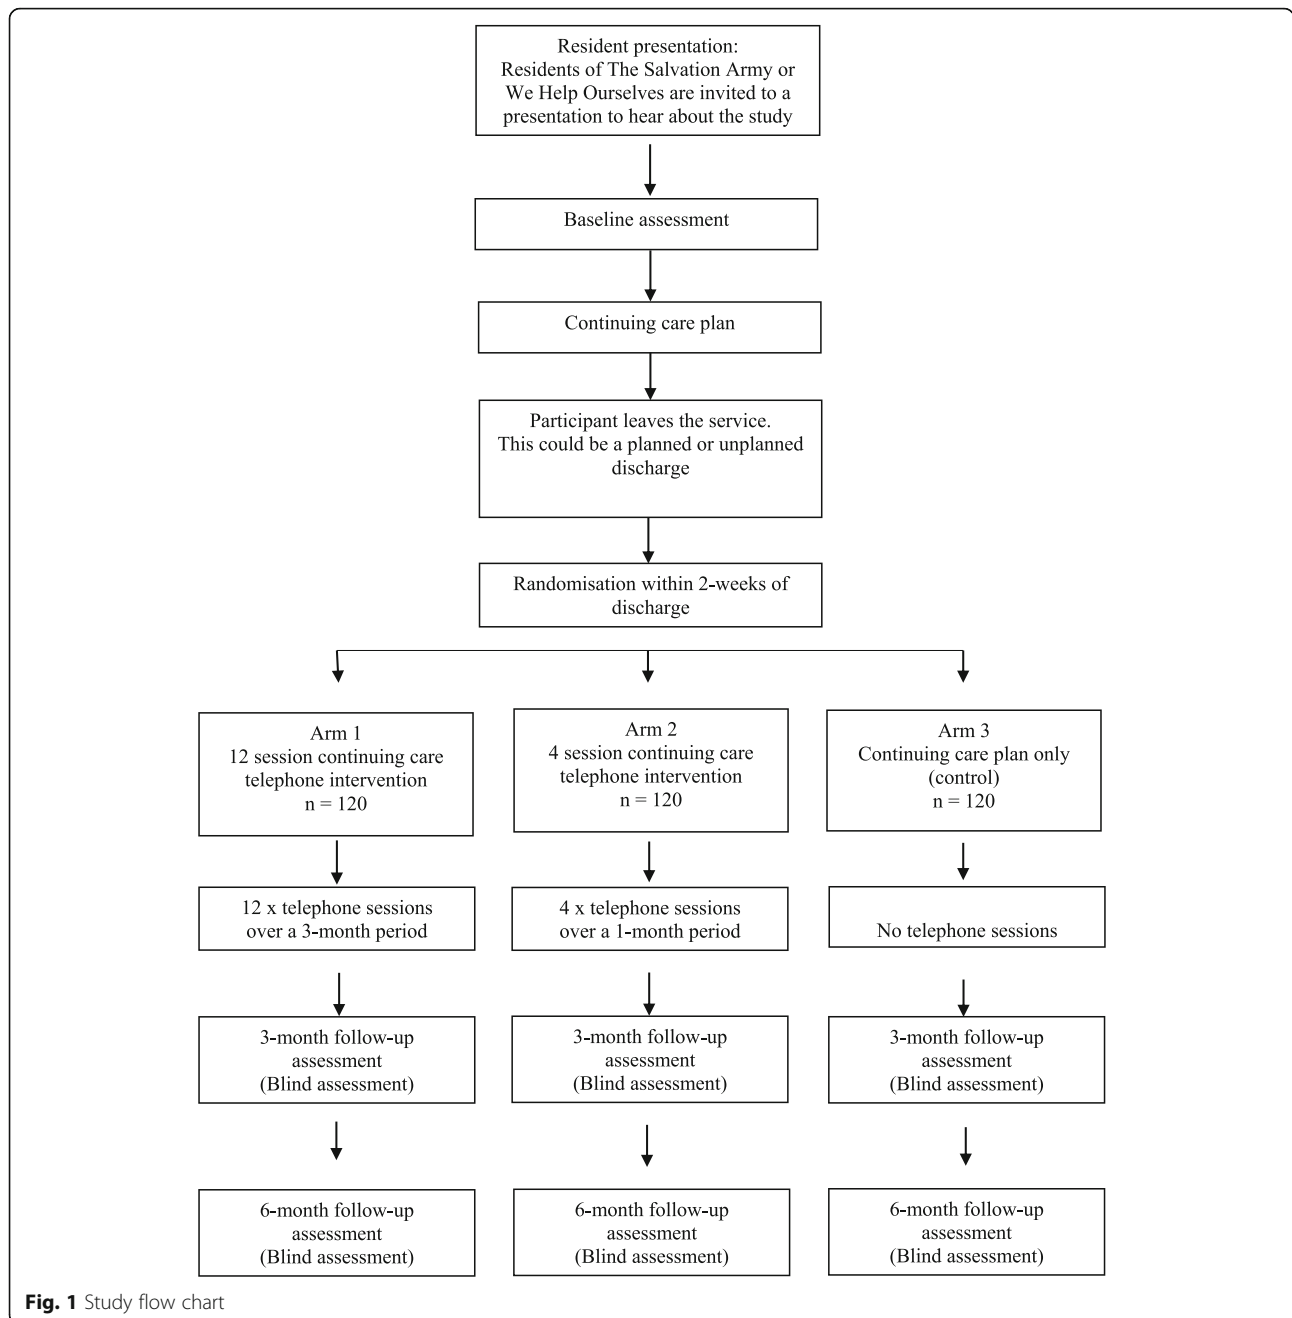 Resident presentation:
Residents of The Salvation Army or
We Help Ourselves are invited to a
presentation to hear about the study
Baseline assessment
Continuing care plan
Participant leaves the service.
This could be a planned or unplanned
discharge
Randomisation within 2-weeks of
discharge
Arm 1
12 session continuing care
telephone intervention
n = 120
Arm 2
4 session continuing care
telephone intervention
n = 120
Arm 3
Continuing care plan only
(control)
n = 120
12 x telephone sessions
over a 3-month period
4 x telephone sessions
over a 1-month period
No telephone sessions
3-month follow-up
assessment
(Blind assessment)
3-month follow-up
assessment
(Blind assessment)
3-month follow-up
assessment
(Blind assessment)
6-month follow-up
assessment
(Blind assessment)
6-month follow-up
assessment
(Blind assessment)
6-month follow-up
assessment
(Blind assessment)
Fig. 1 Study flow chart